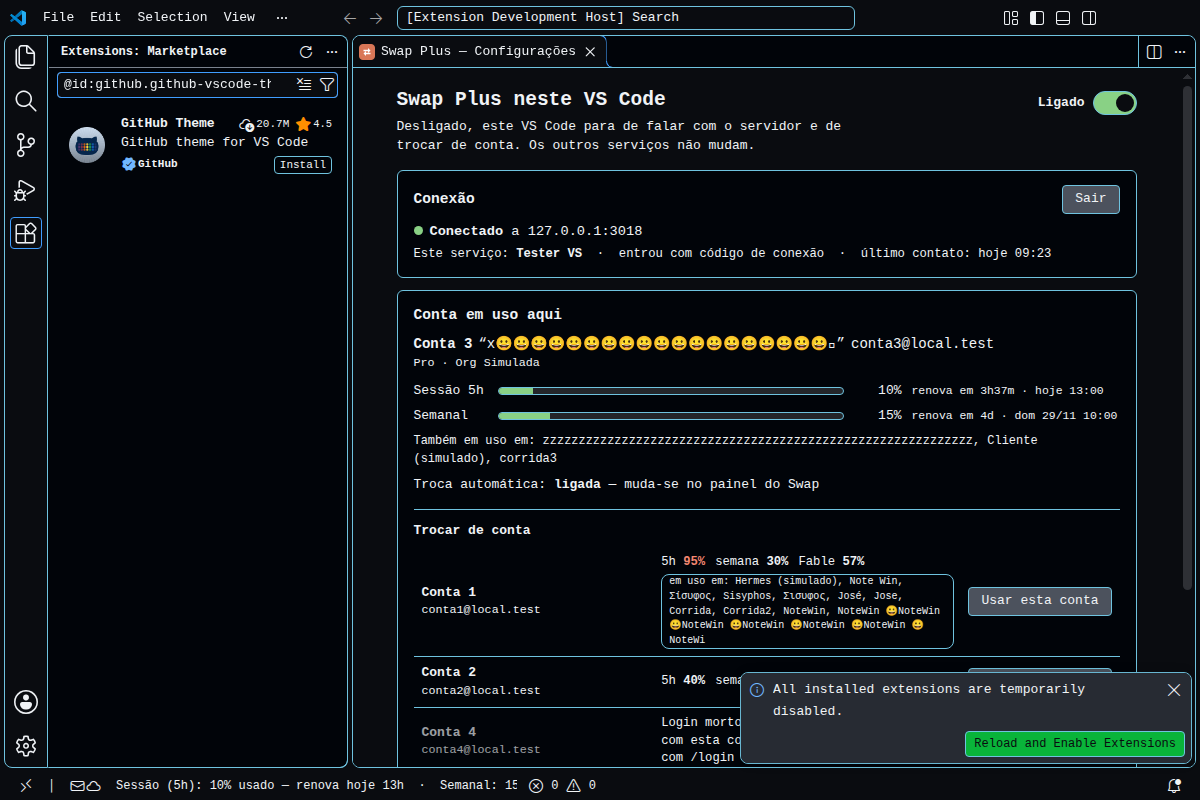 File Edit Selection View ···
[Extension Development Host] Search
Extensions: Marketplace
@id:github.github-vscode-th
GitHub Theme 20.7M 4.5
GitHub theme for VS Code
GitHub
Install
Swap Plus — Configurações
Swap Plus neste VS Code
Ligado
Desligado, este VS Code para de falar com o servidor e de
trocar de conta. Os outros serviços não mudam.
Conexão
Sair
Conectado a 127.0.0.1:3018
Este serviço: Tester VS · entrou com código de conexão · último contato: hoje 09:23
Conta em uso aqui
Conta 3 “x😀😀😀😀😀😀😀😀😀😀😀😀😀😀😀😀😀😀😀▯” conta3@local.test
Pro · Org Simulada
Sessão 5h 10% renova em 3h37m · hoje 13:00
Semanal 15% renova em 4d · dom 29/11 10:00
Também em uso em: zzzzzzzzzzzzzzzzzzzzzzzzzzzzzzzzzzzzzzzzzzzzzzzzzzzzzzzzzzzz, Cliente
(simulado), corrida3
Troca automática: ligada — muda-se no painel do Swap
Trocar de conta
5h 95% semana 30% Fable 57%
Conta 1
conta1@local.test
em uso em: Hermes (simulado), Note Win,
Σίσυφος, Sisyphos, Σισυφος, José, Jose,
Corrida, Corrida2, NoteWin, NoteWin 😀NoteWin
😀NoteWin 😀NoteWin 😀NoteWin 😀NoteWin 😀
NoteWi
Usar esta conta
Conta 2
conta2@local.test
5h 40% sema
Conta 4
conta4@local.test
Login morto
com esta co
com /login
All installed extensions are temporarily
disabled.
Reload and Enable Extensions
Sessão (5h): 10% usado — renova hoje 13h · Semanal: 15 0 0